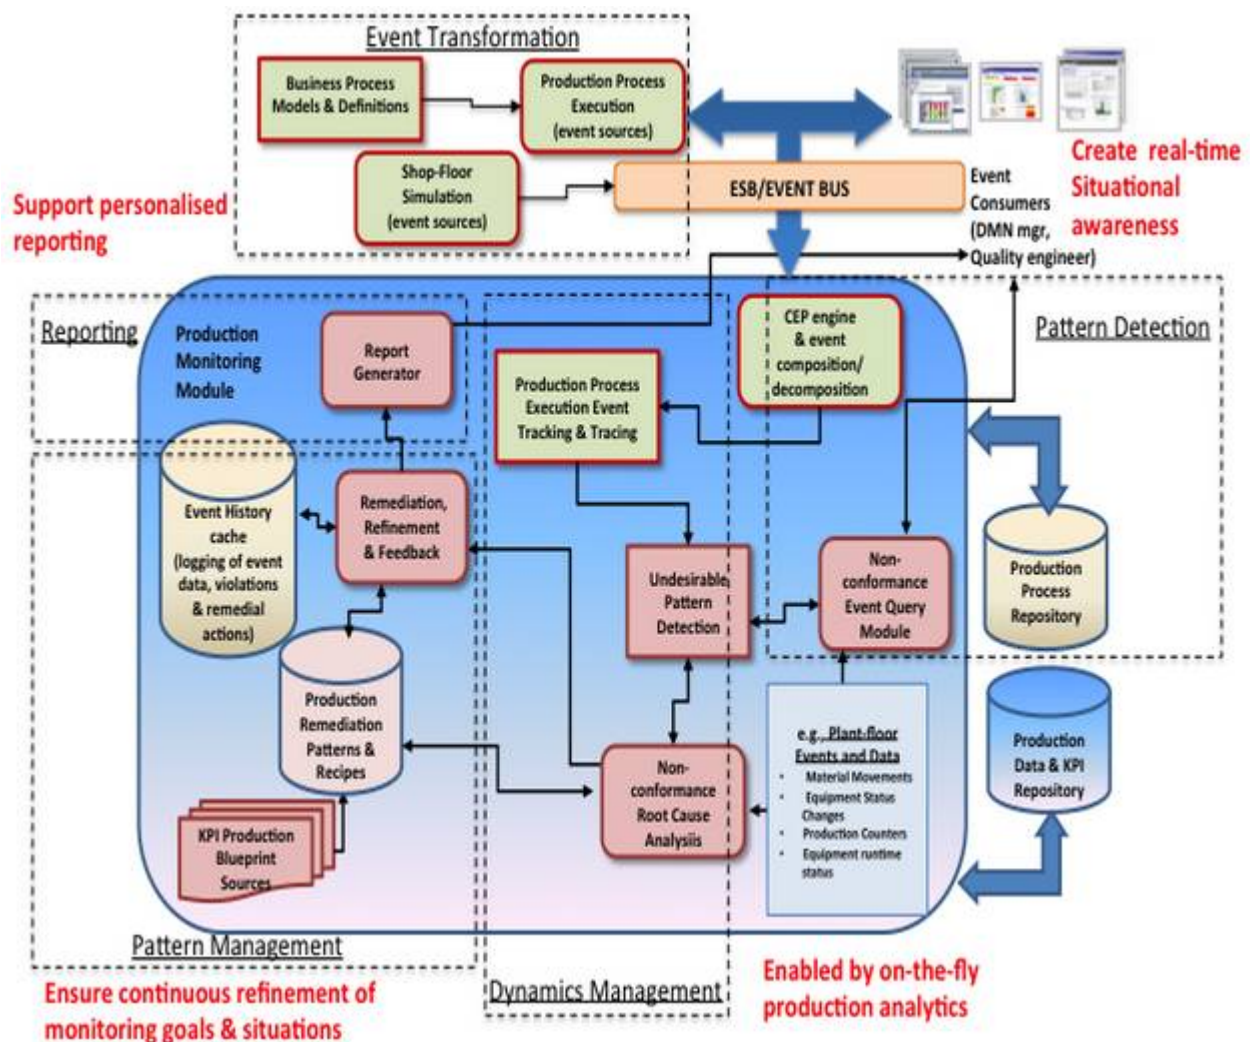 Event Transformation
Business Process
Models & Definitions
Production Process
Execution
(event sources)
Shop-Floor
Simulation
(event sources)
ESB/EVENT BUS
Event
Consumers
(DMN mgr,
Quality engineer)
Create real-time
Situational
awareness
Support personalised
reporting
Reporting
Production
Monitoring
Module
Report
Generator
Production Process
Execution Event
Tracking & Tracing
CEP engine
& event
composition/
decomposition
Pattern Detection
Event History
cache
(logging of event
data, violations
& remedial
actions)
Remediation,
Refinement
& Feedback
Undesirable
Pattern
Detection
Non-
conformance
Event Query
Module
Production
Process
Repository
Production
Remediation
Patterns &
Recipes
Non-
conformance
Root Cause
Analysiis
e.g., Plant-floor
Events and Data
• Material Movements
• Equipment Status
Changes
• Production Counters
• Equipment runtime
status
Production
Data & KPI
Repository
KPI Production
Blueprint
Sources
Pattern Management
Dynamics Management
Ensure continuous refinement of
monitoring goals & situations
Enabled by on-the-fly
production analytics